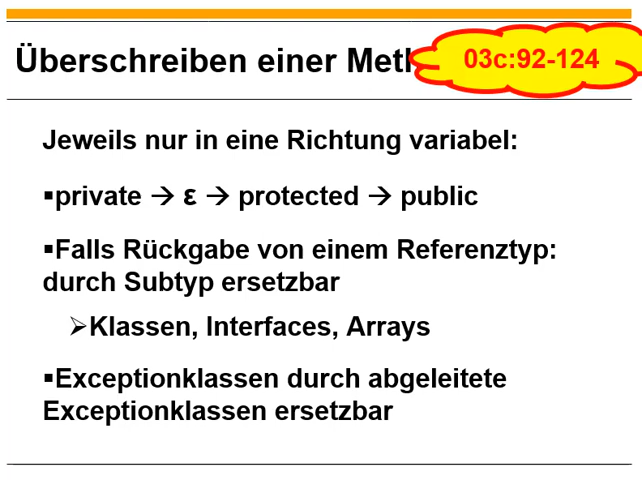 Überschreiben einer
03c:92-124
Jeweils nur in eine Richtung variabel:
▪private → ε → protected → public
▪Falls Rückgabe von einem Referenztyp:
durch Subtyp ersetzbar
➢Klassen, Interfaces, Arrays
▪Exceptionklassen durch abgeleitete
Exceptionklassen ersetzbar